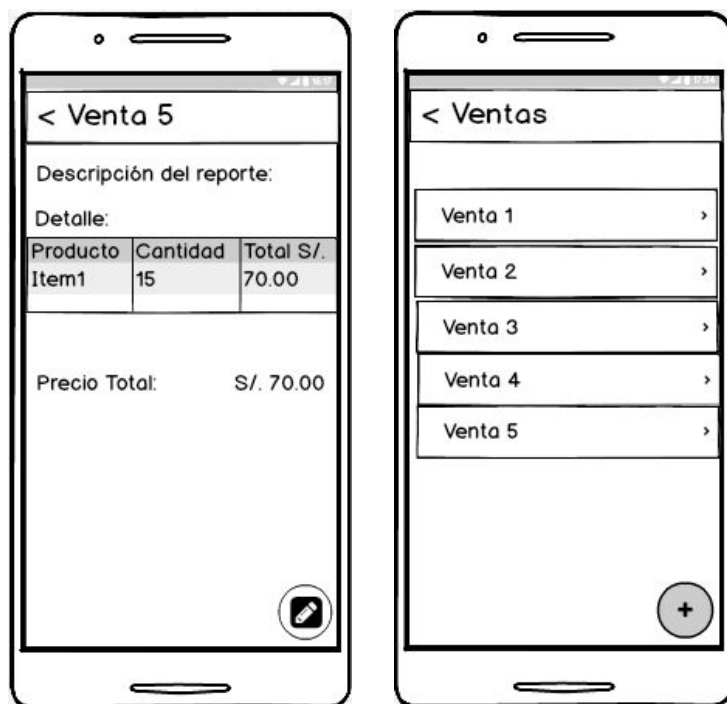 < Venta 5
Descripción del reporte:
Detalle:
Producto Cantidad Total S/.
Item1 15 70.00
Precio Total: S/. 70.00
< Ventas
Venta 1 ›
Venta 2 ›
Venta 3 ›
Venta 4 ›
Venta 5 ›
+